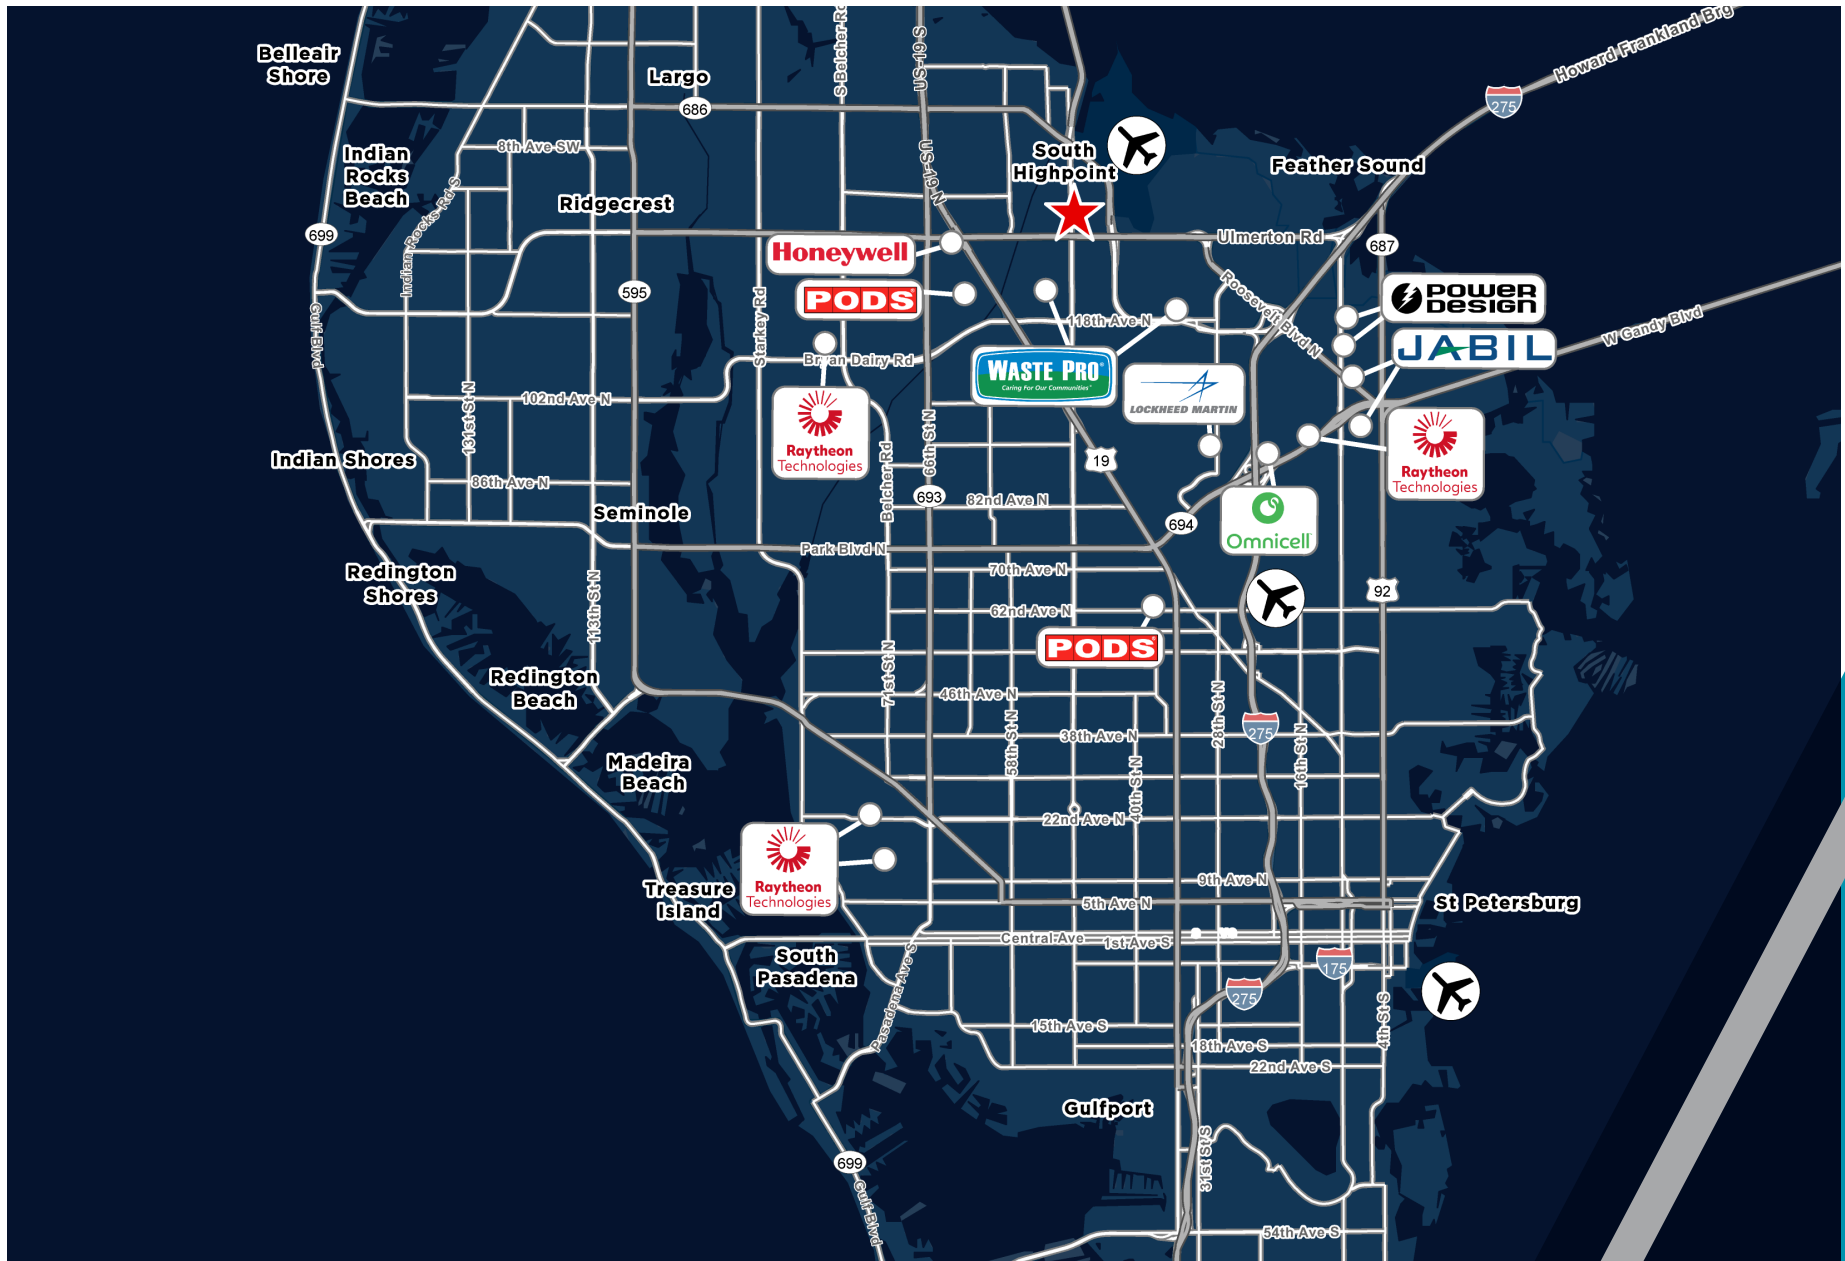 Belleair
Shore
Largo
S Belcher Rd
US-19 S
Howard Frankland Brg
275
686
8th Ave SW
Indian
Rocks
Beach
South
Highpoint
Feather Sound
US-19 N
Ridgecrest
Indian Rocks Rd S
699
Honeywell
Ulmerton Rd
687
PODS
595
Starkey Rd
Roosevelt Blvd N
POWER
DESIGN
Gulf Blvd
118th Ave N
W Gandy Blvd
JABIL
Bryan Dairy Rd
WASTE PRO
Caring For Our Communities
LOCKHEED MARTIN
102nd Ave N
131st St N
Raytheon
Technologies
66th St N
Belcher Rd
19
Raytheon
Technologies
Indian Shores
86th Ave N
693
82nd Ave N
Seminole
694
Omnicell
Park Blvd N
70th Ave N
Redington
Shores
113th St N
62nd Ave N
92
PODS
71st St N
Redington
Beach
46th Ave N
28th St N
58th St N
38th Ave N
275
16th St N
Madeira
Beach
40th St N
22nd Ave N
Raytheon
Technologies
9th Ave N
Treasure
Island
5th Ave N
St Petersburg
Central Ave
1st Ave S
South
Pasadena
Pasadena Ave S
175
275
15th Ave S
4th St S
18th Ave S
22nd Ave S
Gulfport
31st St S
699
Gulf Blvd
54th Ave S